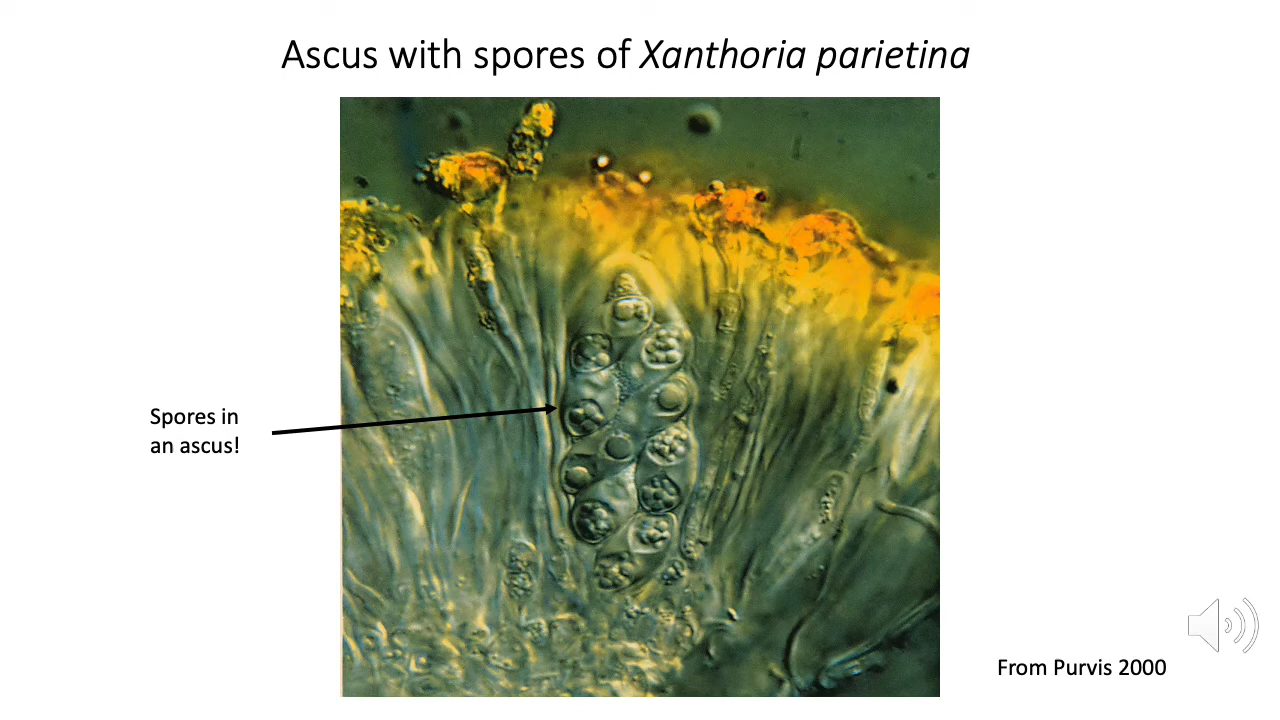 Ascus with spores of Xanthoria parietina
Spores in
an ascus!
From Purvis 2000